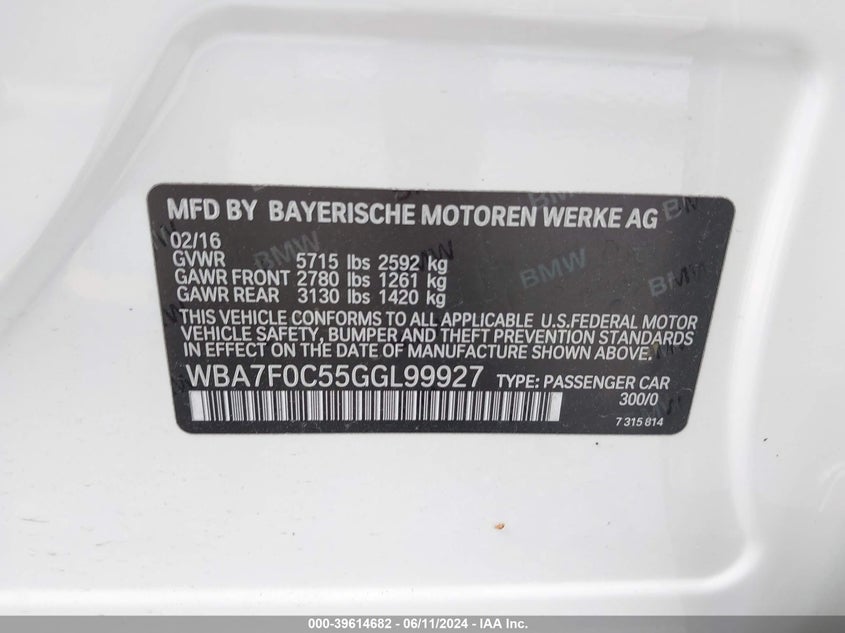 MFD BY BAYERISCHE MOTOREN WERKE AG
02/16
GVWR 5715 lbs 2592 kg
GAWR FRONT 2780 lbs 1261 kg
GAWR REAR 3130 lbs 1420 kg
THIS VEHICLE CONFORMS TO ALL APPLICABLE U.S.FEDERAL MOTOR
VEHICLE SAFETY, BUMPER AND THEFT PREVENTION STANDARDS
IN EFFECT ON THE DATE OF MANUFACTURE SHOWN ABOVE.
WBA7F0C55GGL99927 TYPE: PASSENGER CAR
300/0
7 315 814
BMW
000-39614682 - 06/11/2024 - IAAI.com